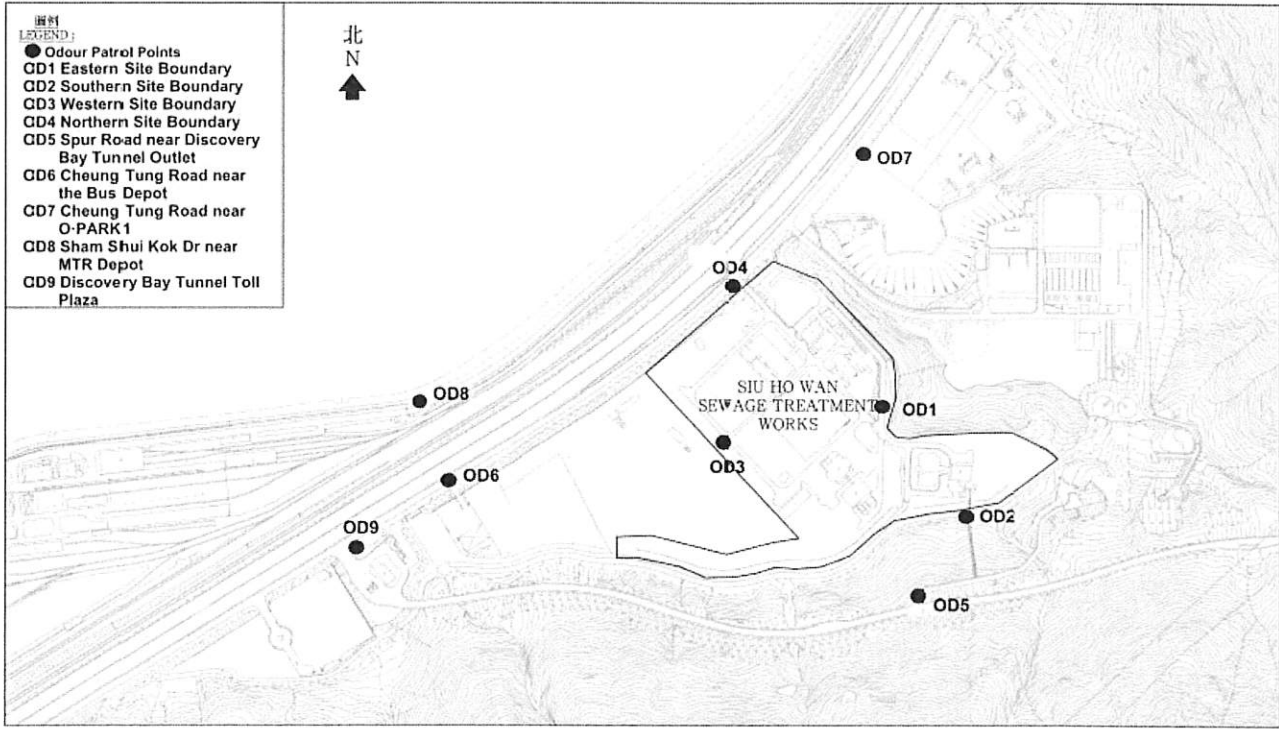 圖例
LEGEND:
Odour Patrol Points
OD1 Eastern Site Boundary
OD2 Southern Site Boundary
OD3 Western Site Boundary
OD4 Northern Site Boundary
OD5 Spur Road near Discovery
Bay Tunnel Outlet
OD6 Cheung Tung Road near
the Bus Depot
OD7 Cheung Tung Road near
O·PARK1
OD8 Sham Shui Kok Dr near
MTR Depot
OD9 Discovery Bay Tunnel Toll
Plaza
北
N
OD7
OD4
OD8
SIU HO WAN
SEWAGE TREATMENT
WORKS
OD1
OD3
OD6
OD2
OD9
OD5